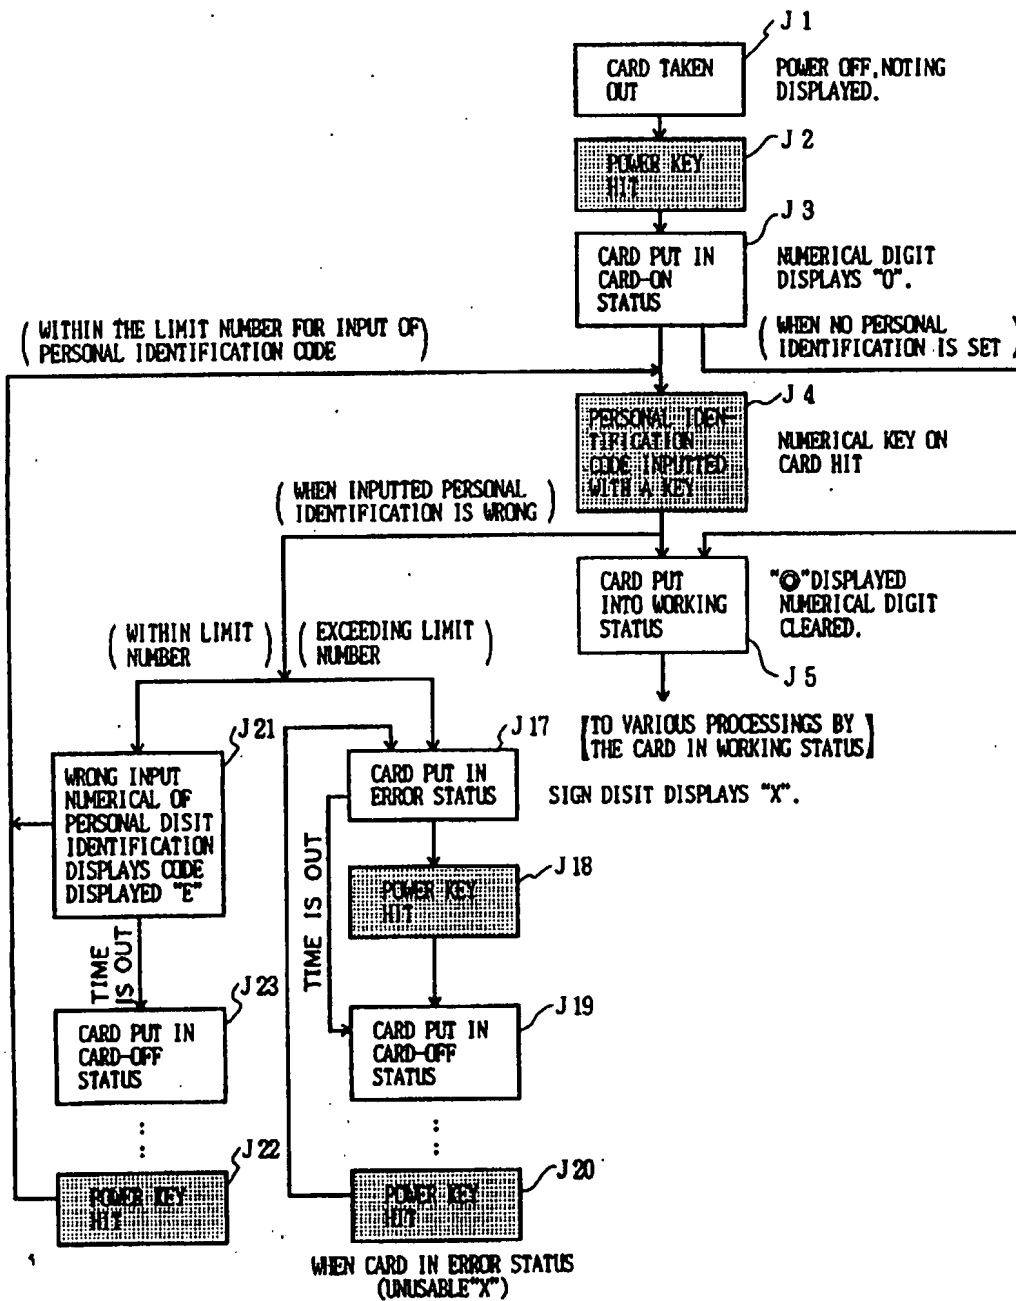 J 1
CARD TAKEN
OUT
POWER OFF, NOTING
DISPLAYED.
J 2
POWER KEY
HIT
J 3
CARD PUT IN
CARD-ON
STATUS
NUMERICAL DIGIT
DISPLAYS "O".
(WITHIN THE LIMIT NUMBER FOR INPUT OF
PERSONAL IDENTIFICATION CODE)
(WHEN NO PERSONAL
IDENTIFICATION IS SET)
J 4
PERSONAL IDEN-
TIFICATION
CODE INPUTTED
WITH A KEY
NUMERICAL KEY ON
CARD HIT
(WHEN INPUTTED PERSONAL
IDENTIFICATION IS WRONG)
CARD PUT
INTO WORKING
STATUS
"◎" DISPLAYED
NUMERICAL DIGIT
CLEARED.
J 5
(WITHIN LIMIT
NUMBER)
(EXCEEDING LIMIT
NUMBER)
[TO VARIOUS PROCESSINGS BY
THE CARD IN WORKING STATUS]
J 21
WRONG INPUT
NUMERICAL OF
PERSONAL DISIT
IDENTIFICATION
DISPLAYS CODE
DISPLAYED "E"
J 17
CARD PUT IN
ERROR STATUS
SIGN DISIT DISPLAYS "X".
TIME IS OUT
J 18
POWER KEY
HIT
TIME
IS OUT
J 23
CARD PUT IN
CARD-OFF
STATUS
J 19
CARD PUT IN
CARD-OFF
STATUS
J 22
POWER KEY
HIT
J 20
POWER KEY
HIT
WHEN CARD IN ERROR STATUS
(UNUSABLE"X")